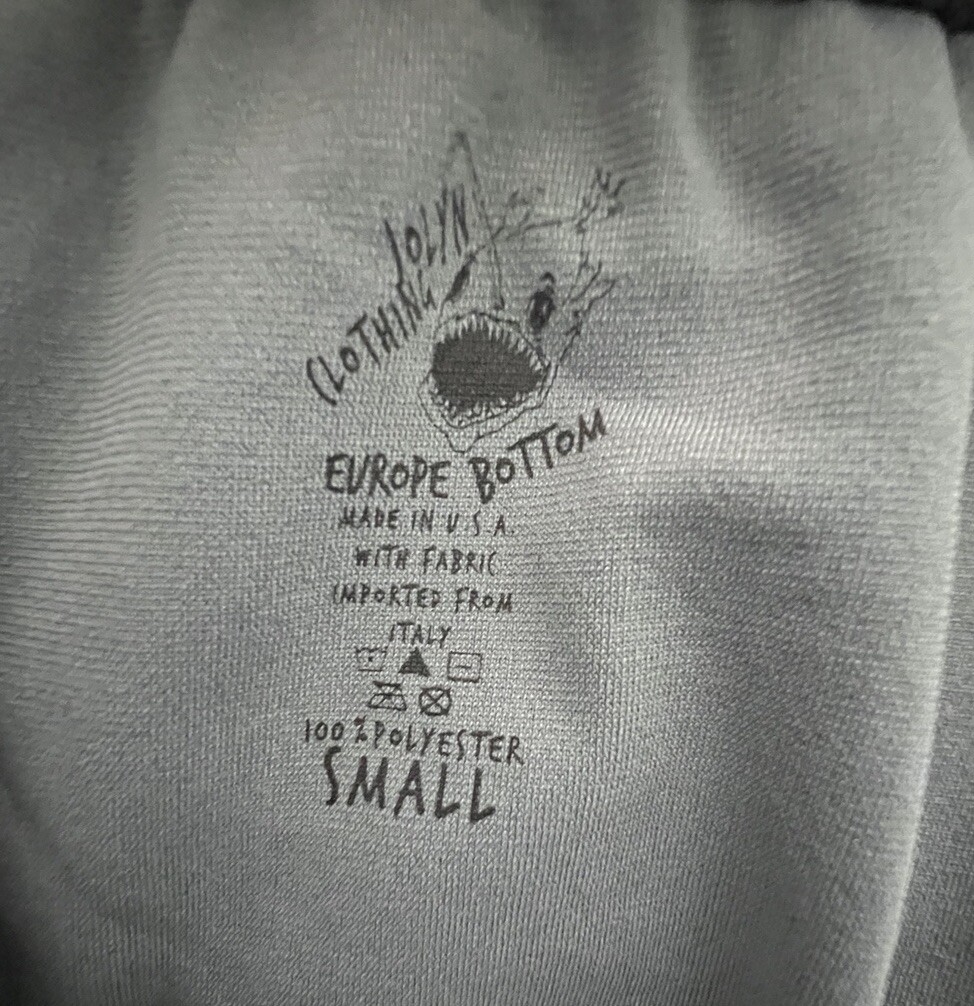 JOLYN
CLOTHING
EUROPE BOTTOM
MADE IN U.S.A.
WITH FABRIC
IMPORTED FROM
ITALY
100%POLYESTER
SMALL